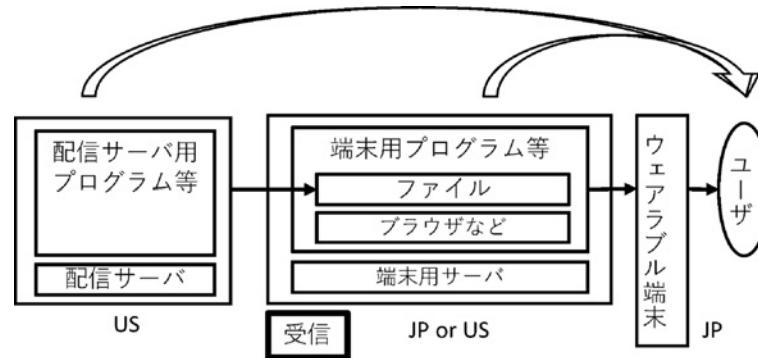 配信サーバ用
プログラム等
配信サーバ
US
端末用プログラム等
ファイル
ブラウザなど
端末用サーバ
受信
JP or US
ウェアラブル端末
JP
ユーザ